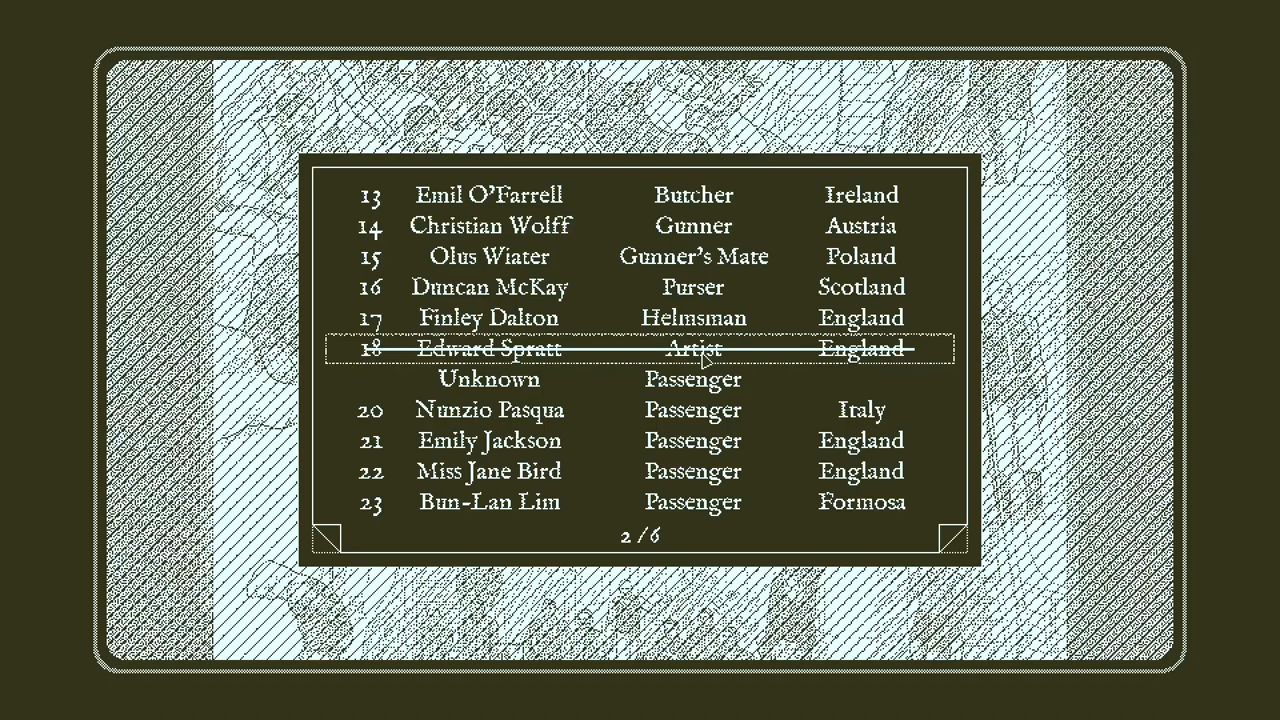 13 Emil O'Farrell Butcher Ireland
14 Christian Wolff Gunner Austria
15 Olus Wiater Gunner's Mate Poland
16 Duncan McKay Purser Scotland
17 Finley Dalton Helmsman England
18 Edward Spratt Artist England
Unknown Passenger
20 Nunzio Pasqua Passenger Italy
21 Emily Jackson Passenger England
22 Miss Jane Bird Passenger England
23 Bun-Lan Lim Passenger Formosa
2 / 6